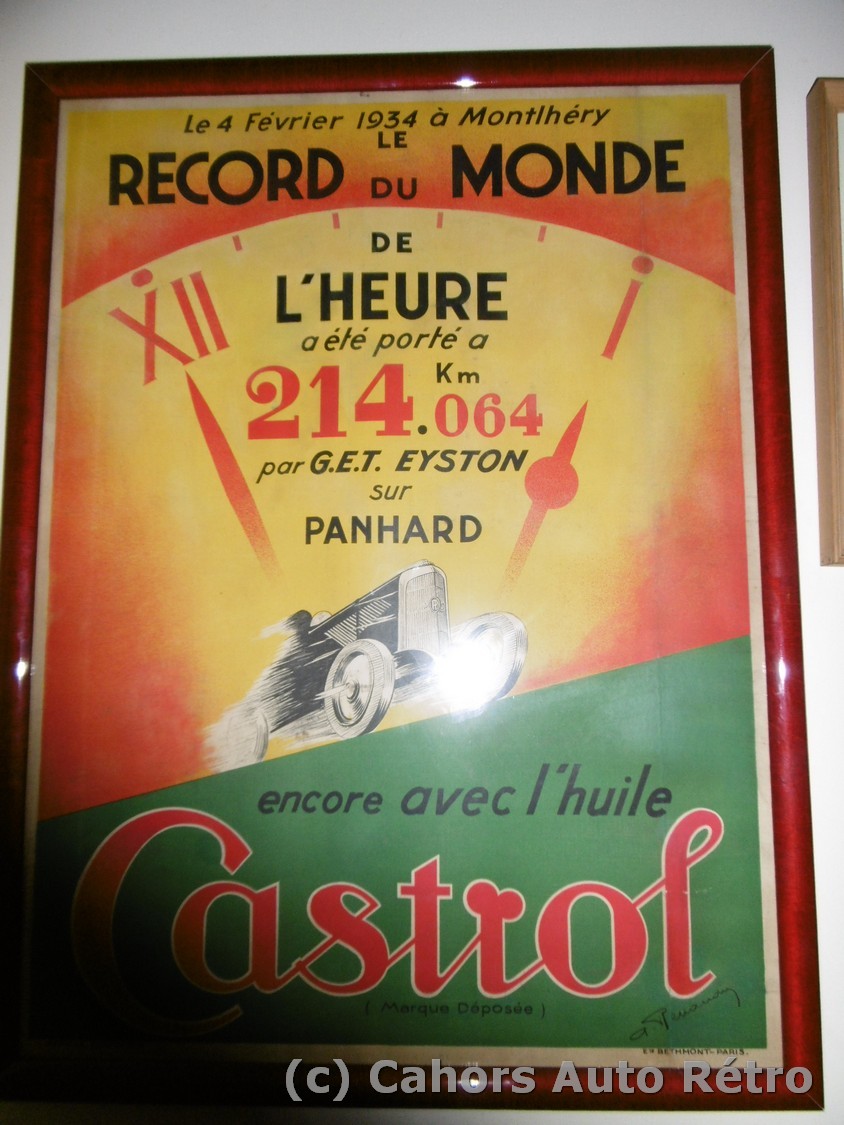 Le 4 Février 1934 à Montlhéry
LE
RECORD DU MONDE
DE
L'HEURE
a été porté a
214.064 Km
par G.E.T. EYSTON
sur
PANHARD
XII
I
encore avec l'huile
Castrol
( Marque Déposée )
Ets BETHMONT-PARIS.
(c) Cahors Auto Rétro